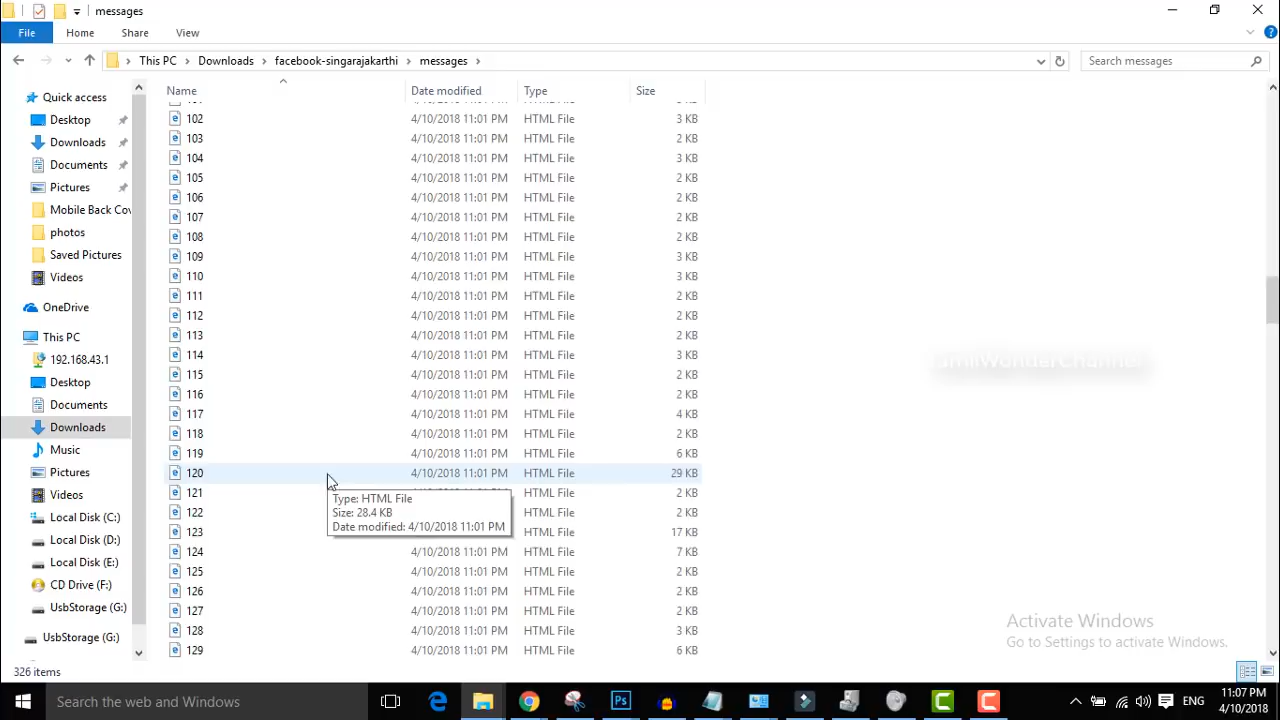 messages
File Home Share View
This PC Downloads facebook-singarajakarthi messages Search messages
Name Date modified Type Size
Quick access
Desktop
Downloads
Documents
Pictures
Mobile Back Cov
photos
Saved Pictures
Videos
OneDrive
This PC
192.168.43.1
Desktop
Documents
Downloads
Music
Pictures
Videos
Local Disk (C:)
Local Disk (D:)
Local Disk (E:)
CD Drive (F:)
UsbStorage (G:)
UsbStorage (G:)
102 4/10/2018 11:01 PM HTML File 3 KB
103 4/10/2018 11:01 PM HTML File 2 KB
104 4/10/2018 11:01 PM HTML File 3 KB
105 4/10/2018 11:01 PM HTML File 2 KB
106 4/10/2018 11:01 PM HTML File 2 KB
107 4/10/2018 11:01 PM HTML File 2 KB
108 4/10/2018 11:01 PM HTML File 2 KB
109 4/10/2018 11:01 PM HTML File 3 KB
110 4/10/2018 11:01 PM HTML File 3 KB
111 4/10/2018 11:01 PM HTML File 2 KB
112 4/10/2018 11:01 PM HTML File 2 KB
113 4/10/2018 11:01 PM HTML File 2 KB
114 4/10/2018 11:01 PM HTML File 3 KB
115 4/10/2018 11:01 PM HTML File 2 KB
116 4/10/2018 11:01 PM HTML File 2 KB
117 4/10/2018 11:01 PM HTML File 4 KB
118 4/10/2018 11:01 PM HTML File 2 KB
119 4/10/2018 11:01 PM HTML File 6 KB
120 4/10/2018 11:01 PM HTML File 29 KB
121 HTML File 2 KB
122 HTML File 2 KB
123 HTML File 17 KB
124 4/10/2018 11:01 PM HTML File 7 KB
125 4/10/2018 11:01 PM HTML File 2 KB
126 4/10/2018 11:01 PM HTML File 2 KB
127 4/10/2018 11:01 PM HTML File 2 KB
128 4/10/2018 11:01 PM HTML File 3 KB
129 4/10/2018 11:01 PM HTML File 6 KB
Type: HTML File
Size: 28.4 KB
Date modified: 4/10/2018 11:01 PM
Activate Windows
Go to Settings to activate Windows.
326 items
Search the web and Windows
Ps
ENG
11:07 PM
4/10/2018